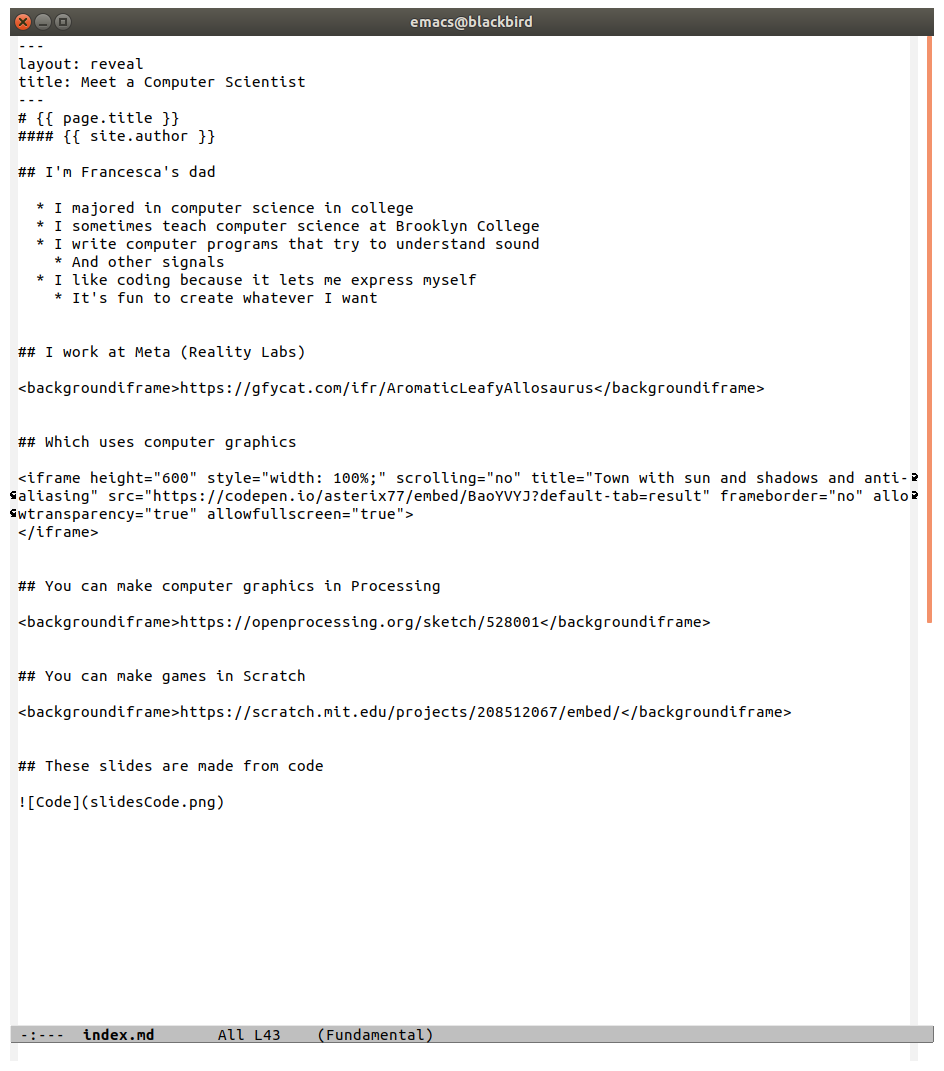 emacs@blackbird
---
layout: reveal
title: Meet a Computer Scientist
---
# {{ page.title }}
#### {{ site.author }}
## I'm Francesca's dad
  * I majored in computer science in college
  * I sometimes teach computer science at Brooklyn College
  * I write computer programs that try to understand sound
    * And other signals
  * I like coding because it lets me express myself
    * It's fun to create whatever I want
## I work at Meta (Reality Labs)
<backgroundiframe>https://gfycat.com/ifr/AromaticLeafyAllosaurus</backgroundiframe>
## Which uses computer graphics
<iframe height="600" style="width: 100%;" scrolling="no" title="Town with sun and shadows and anti-
aliasing" src="https://codepen.io/asterix77/embed/BaoYVYJ?default-tab=result" frameborder="no" allo
wtransparency="true" allowfullscreen="true">
</iframe>
## You can make computer graphics in Processing
<backgroundiframe>https://openprocessing.org/sketch/528001</backgroundiframe>
## You can make games in Scratch
<backgroundiframe>https://scratch.mit.edu/projects/208512067/embed/</backgroundiframe>
## These slides are made from code
![Code](slidesCode.png)
-:---  index.md       All L43    (Fundamental)